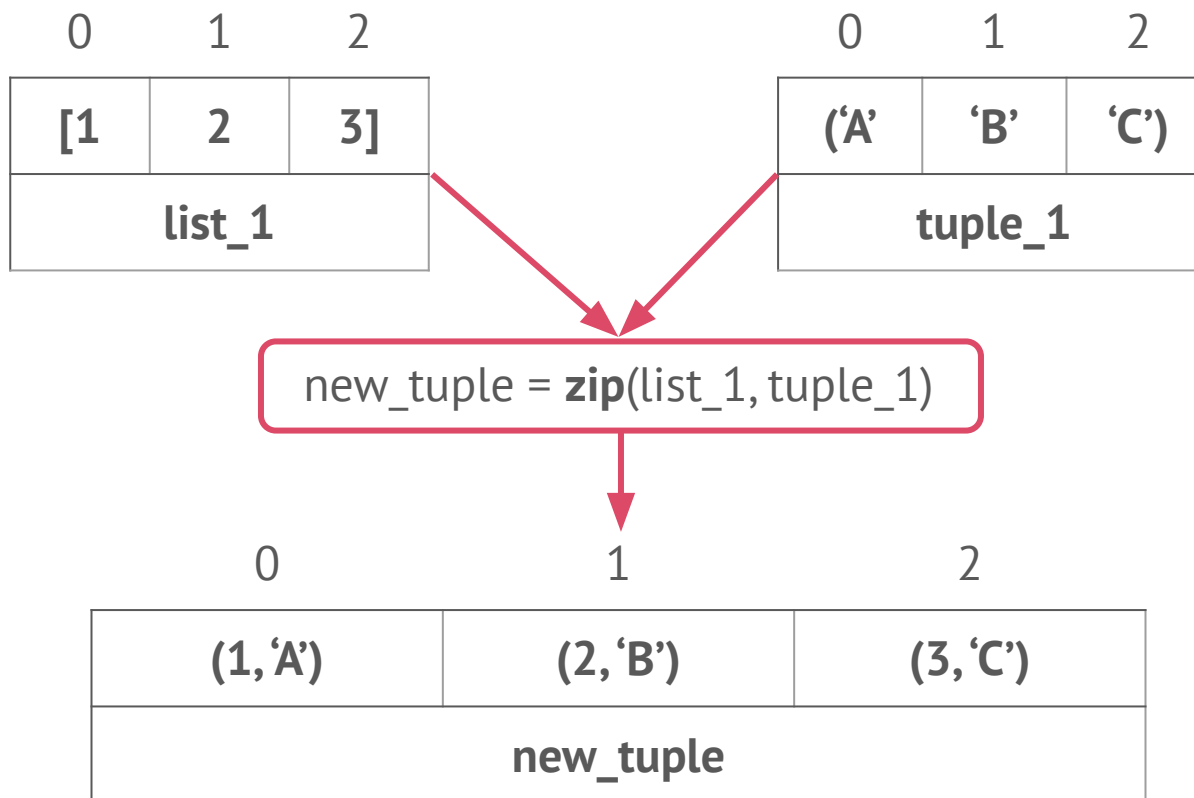 0 1 2
[1 2 3]
list_1
0 1 2
(‘A’ ‘B’ ‘C’)
tuple_1
new_tuple = zip(list_1, tuple_1)
0 1 2
(1, ‘A’) (2, ‘B’) (3, ‘C’)
new_tuple